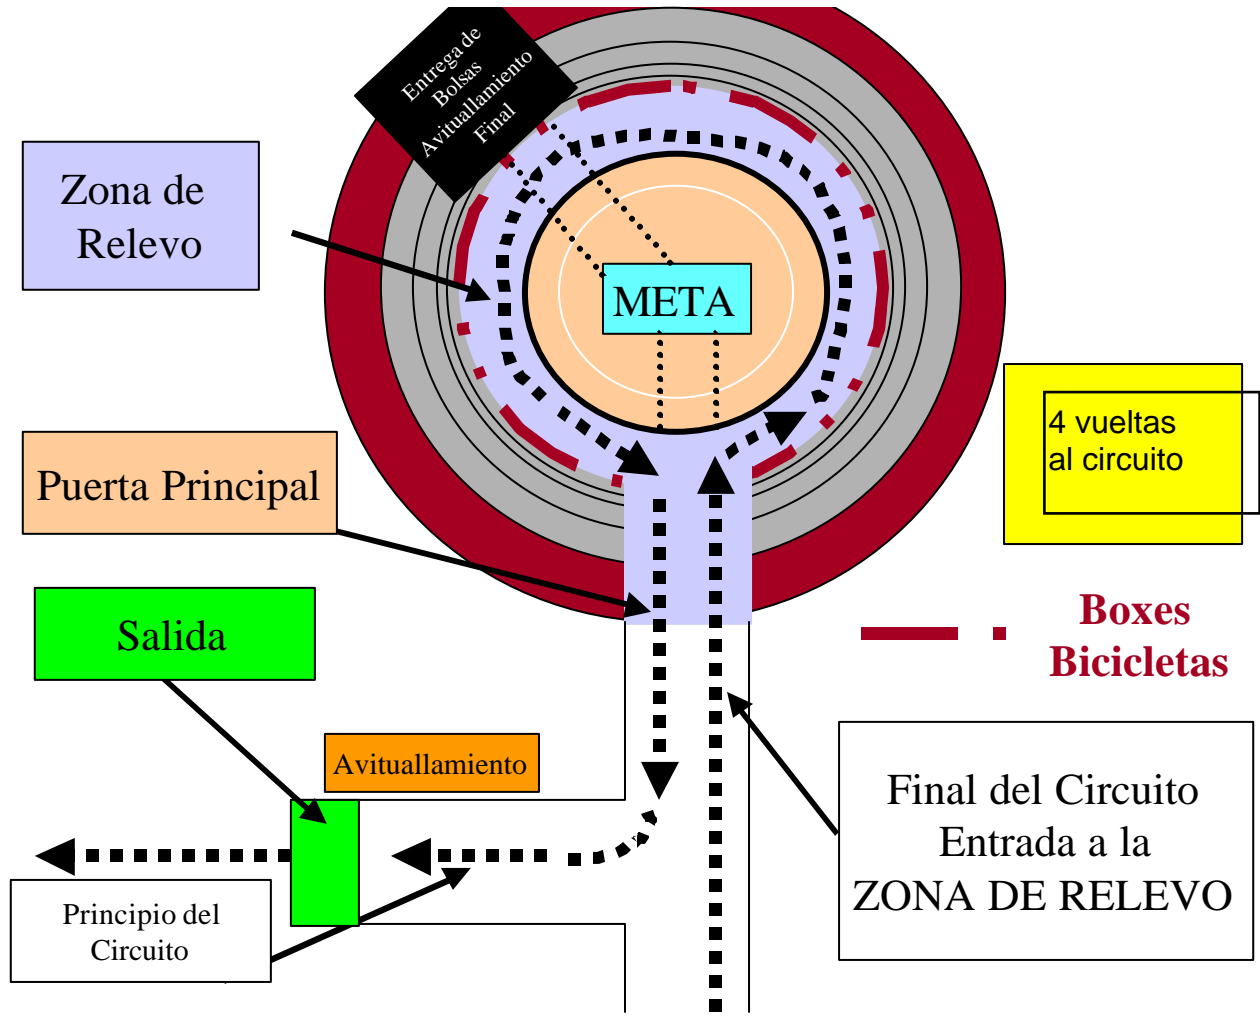 Entrega de
Bolsas
Avituallamiento
Final
Zona de
Relevo
META
4 vueltas
al circuito
Puerta Principal
Salida
Boxes
Bicicletas
Avituallamiento
Final del Circuito
Entrada a la
ZONA DE RELEVO
Principio del
Circuito